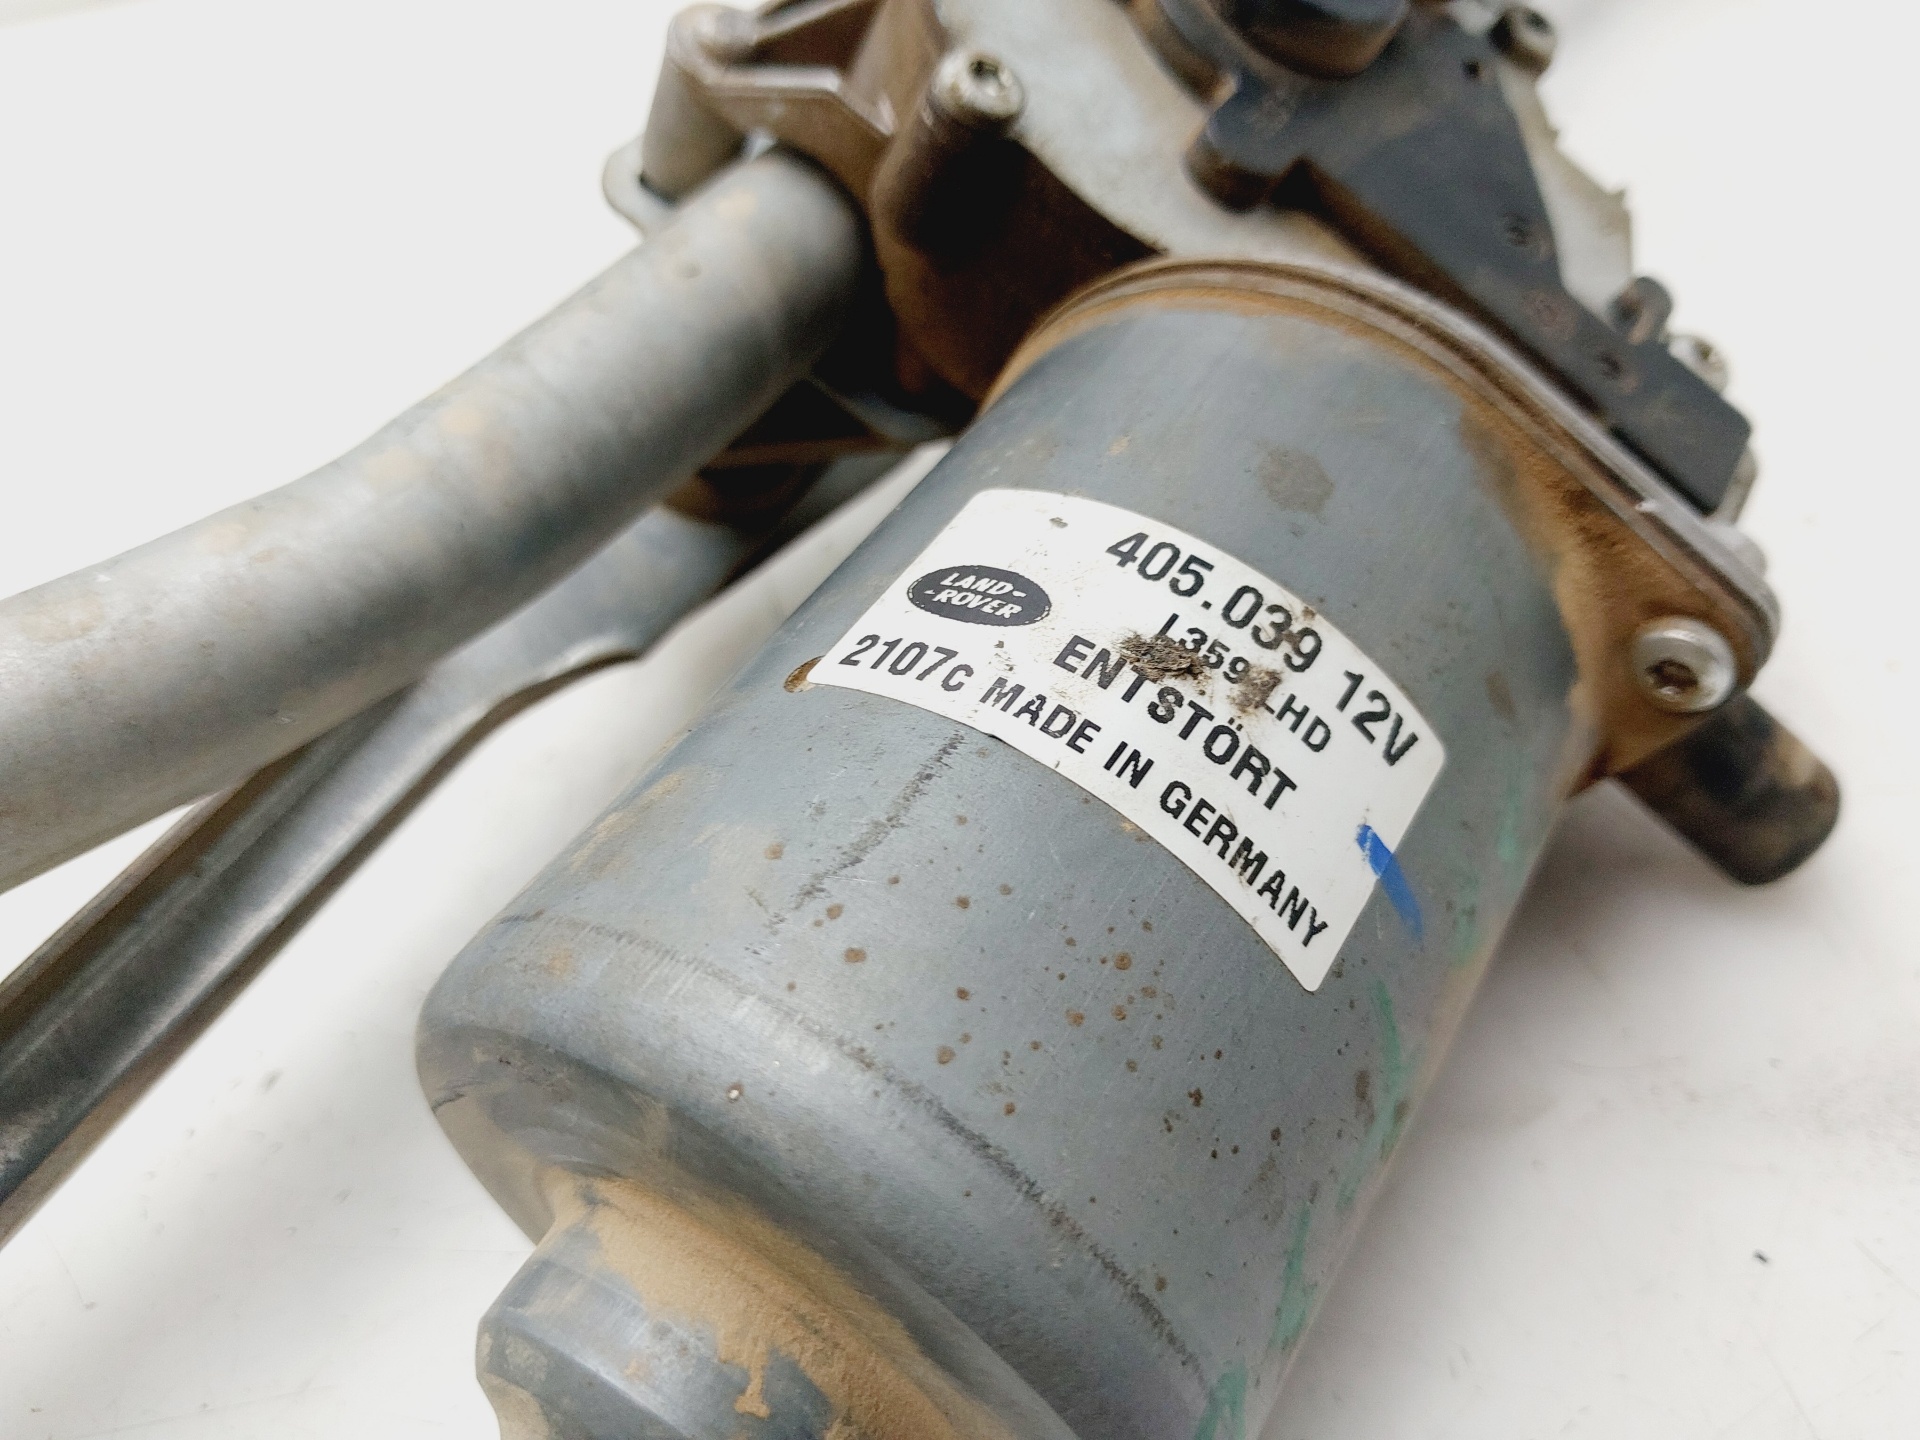 405.039 12V
LAND-
-ROVER
L359 LHD
ENTSTÖRT
2107C MADE IN GERMANY